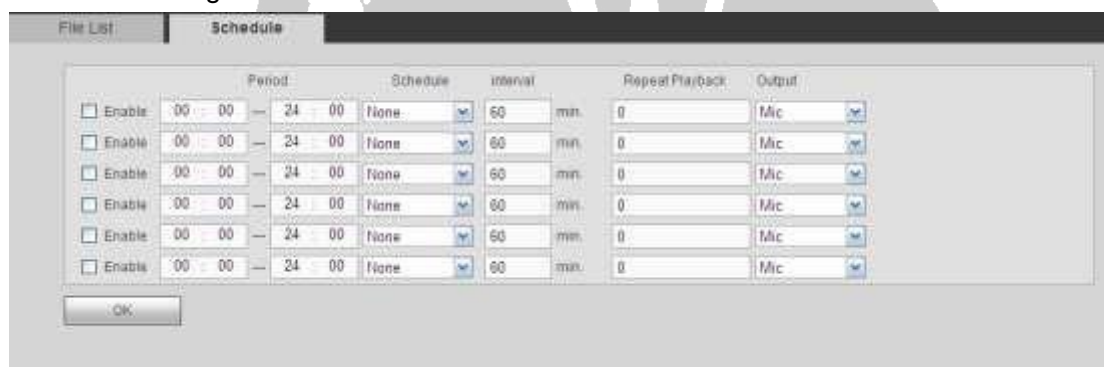 File List Schedule
Period Schedule Interval Repeat Playback Output
Enable 00 : 00 — 24 : 00 None 60 min. 0 Mic
Enable 00 : 00 — 24 : 00 None 60 min. 0 Mic
Enable 00 : 00 — 24 : 00 None 60 min. 0 Mic
Enable 00 : 00 — 24 : 00 None 60 min. 0 Mic
Enable 00 : 00 — 24 : 00 None 60 min. 0 Mic
Enable 00 : 00 — 24 : 00 None 60 min. 0 Mic
OK